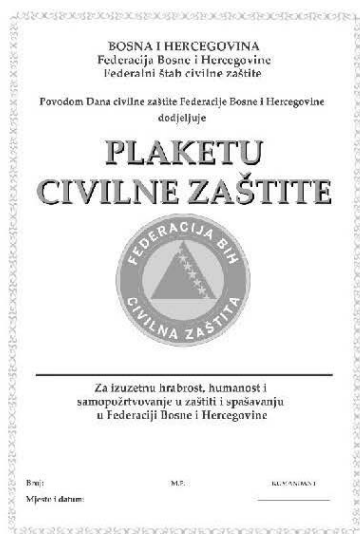 BOSNA I HERCEGOVINA
Federacija Bosne i Hercegovine
Federalni štab civilne zaštite
Povodom Dana civilne zaštite Federacije Bosne i Hercegovine
dodjeljuje
PLAKETU
CIVILNE ZAŠTITE
FEDERACIJA BIH
CIVILNA ZAŠTITA
Za izuzetnu hrabrost, humanost i
samopožrtvovanje u zaštiti i spašavanju
u Federaciji Bosne i Hercegovine
Broj: M.P. KOMANDANT
Mjesto i datum: